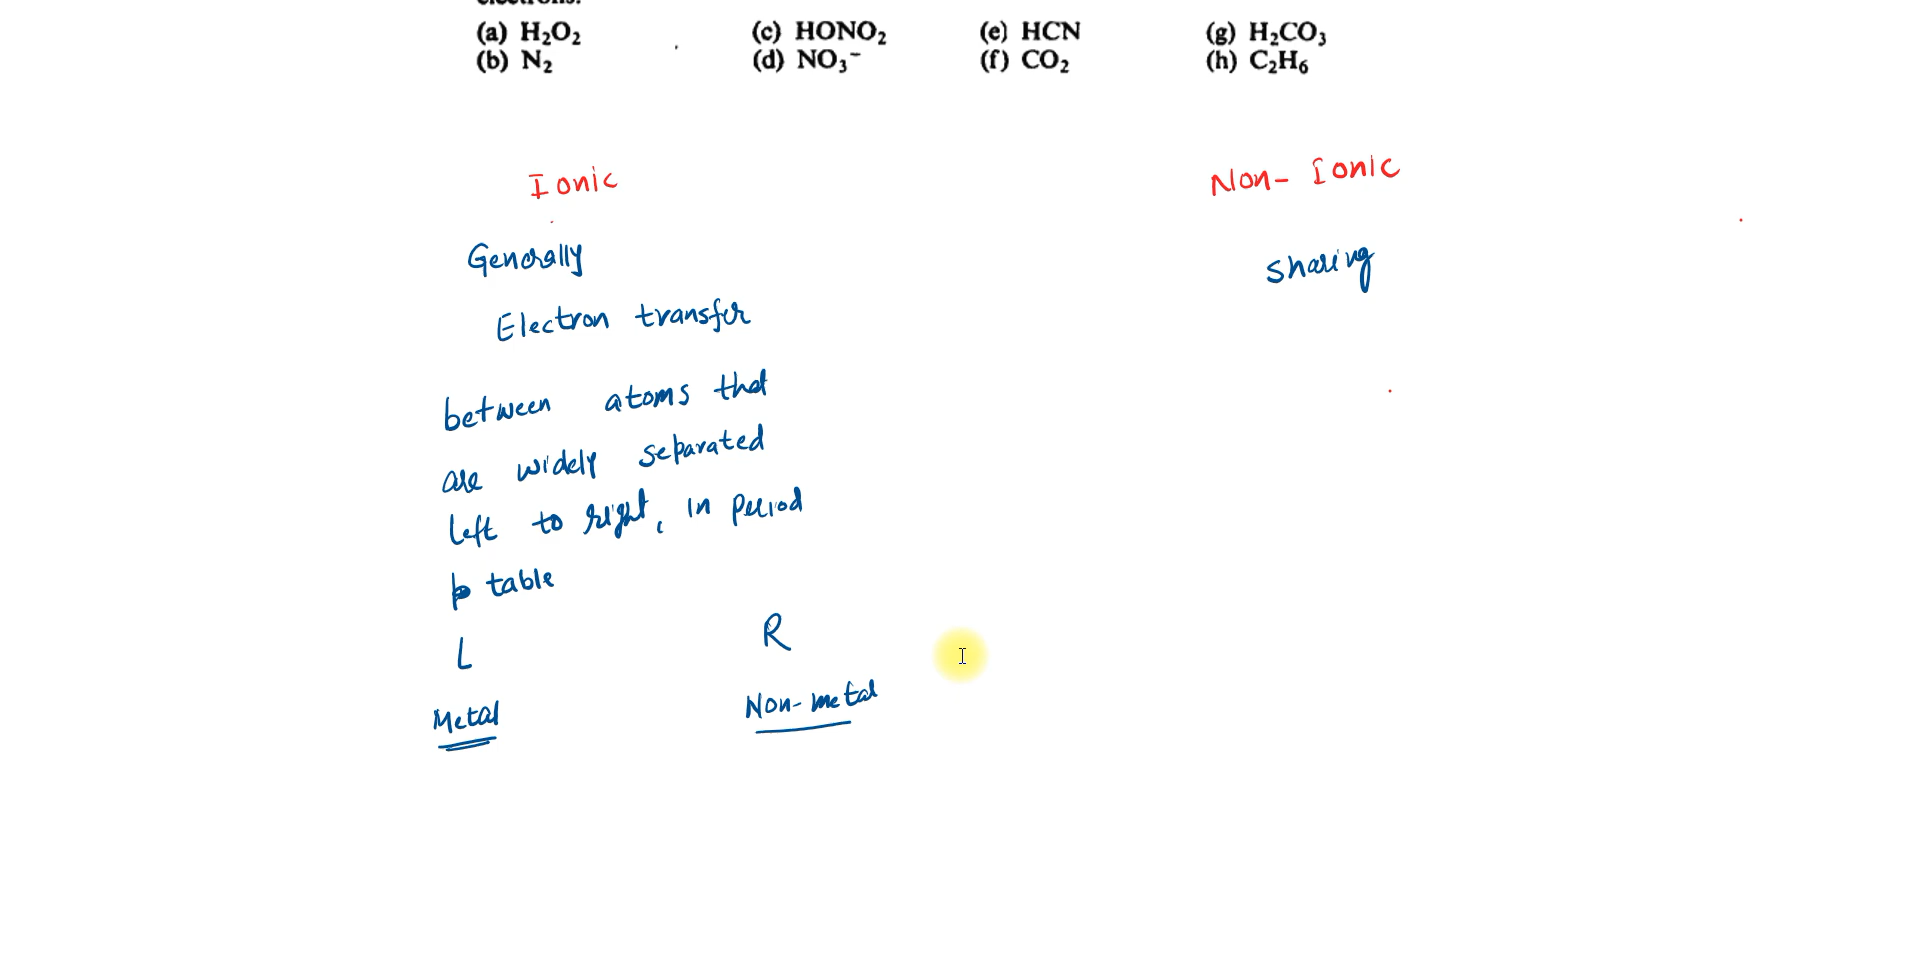 electrons.
(a) H₂O₂ (c) HONO₂ (e) HCN (g) H₂CO₃
(b) N₂ (d) NO₃⁻ (f) CO₂ (h) C₂H₆
Ionic Non- Ionic
Generally sharing
Electron transfer
between atoms that
are widely separated
left to right, in period
table
L R
Metal Non-metal